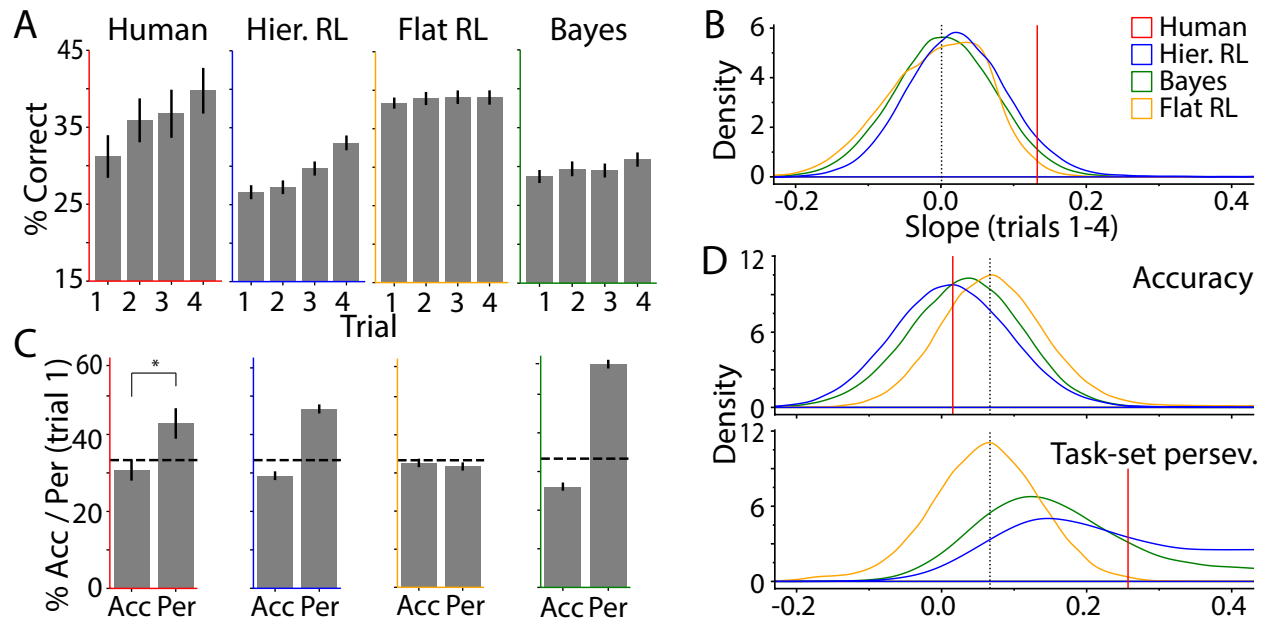 A
Human
Hier. RL
Flat RL
Bayes
% Correct
45
35
25
15
1 2 3 4
1 2 3 4
1 2 3 4
1 2 3 4
Trial
B
Density
6
4
2
0
-0.2 0.0 0.2 0.4
Slope (trials 1-4)
Human
Hier. RL
Bayes
Flat RL
C
% Acc / Per (trial 1)
60
40
20
0
*
Acc Per
Acc Per
Acc Per
Acc Per
D
Accuracy
Density
12
6
0
Task-set persev.
12
6
0
-0.2 0.0 0.2 0.4